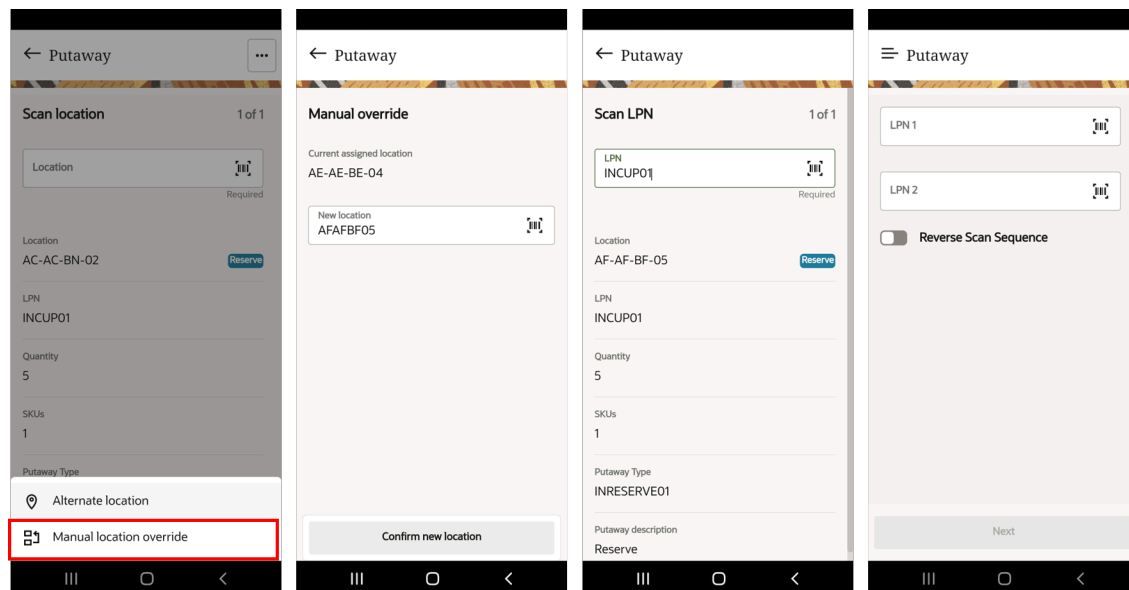 Putaway
Scan location 1 of 1
Location
Required
Location
AC-AC-BN-02 Reserve
LPN
INCUP01
Quantity
5
SKUs
1
Putaway Type
Alternate location
Manual location override
Putaway
Manual override
Current assigned location
AE-AE-BE-04
New location
AFAFBF05
Confirm new location
Putaway
Scan LPN 1 of 1
LPN
INCUP01
Required
Location
AF-AF-BF-05 Reserve
LPN
INCUP01
Quantity
5
SKUs
1
Putaway Type
INRESERVE01
Putaway description
Reserve
Putaway
LPN 1
LPN 2
Reverse Scan Sequence
Next